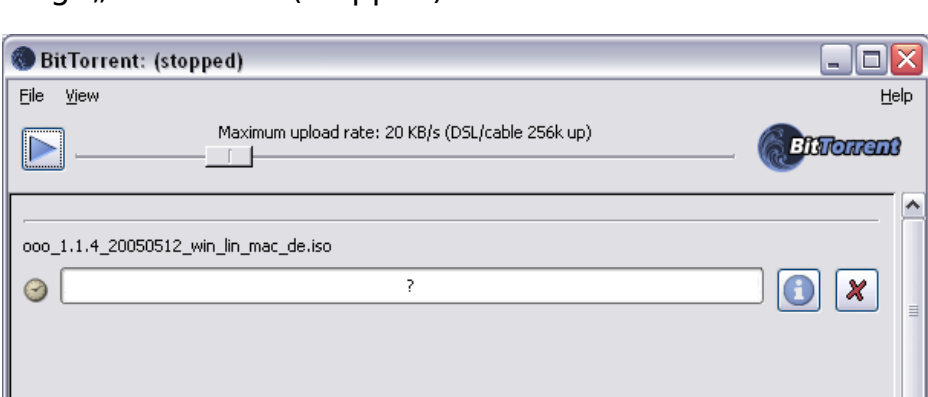 BitTorrent: (stopped)
File View Help
Maximum upload rate: 20 KB/s (DSL/cable 256k up)
BitTorrent
ooo_1.1.4_20050512_win_lin_mac_de.iso
?